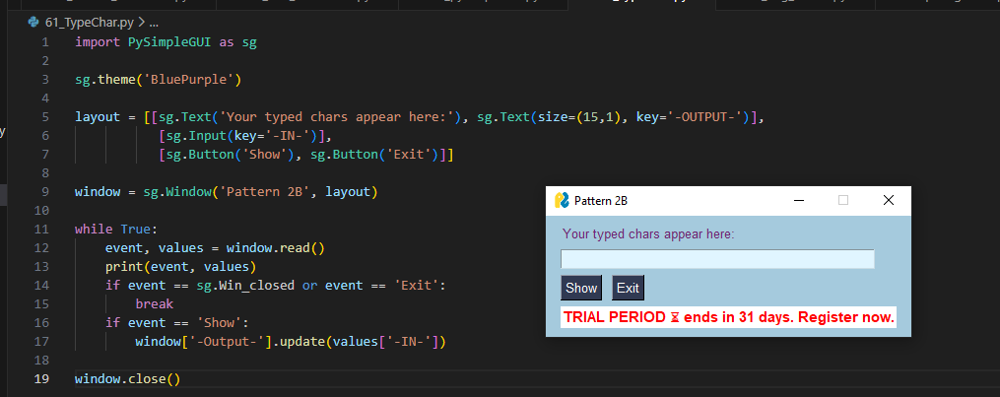 61_TypeChar.py > ...
1 import PySimpleGUI as sg
2
3 sg.theme('BluePurple')
4
5 layout = [[sg.Text('Your typed chars appear here:'), sg.Text(size=(15,1), key='-OUTPUT-')],
6 [sg.Input(key='-IN-')],
7 [sg.Button('Show'), sg.Button('Exit')]]
8
9 window = sg.Window('Pattern 2B', layout)
10
11 while True:
12 event, values = window.read()
13 print(event, values)
14 if event == sg.Win_closed or event == 'Exit':
15 break
16 if event == 'Show':
17 window['-Output-'].update(values['-IN-'])
18
19 window.close()
Pattern 2B
Your typed chars appear here:
Show Exit
TRIAL PERIOD ⌛ ends in 31 days. Register now.